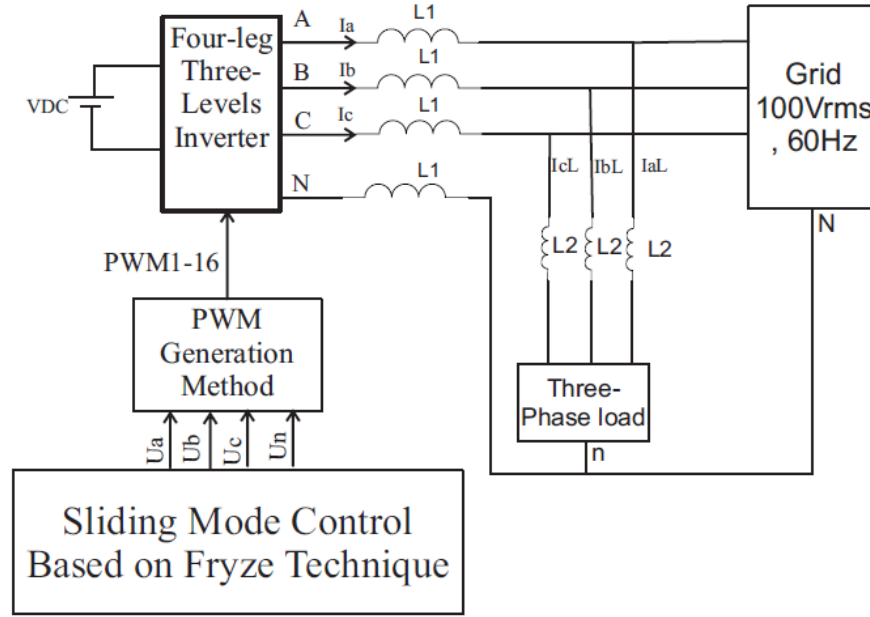 A
Ia
L1
Four-leg
Three-
Levels
Inverter
B
Ib
L1
VDC
C
Ic
L1
N
L1
Grid
100Vrms
, 60Hz
N
IcL
IbL
IaL
L2
L2
L2
PWM1-16
PWM
Generation
Method
Three-
Phase load
n
Ua
Ub
Uc
Un
Sliding Mode Control
Based on Fryze Technique